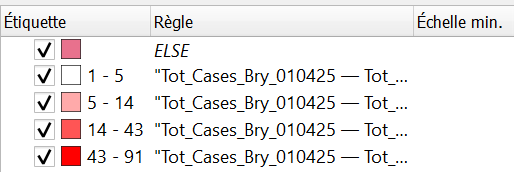 Étiquette Règle Échelle min.
ELSE
1 - 5 "Tot_Cases_Bry_010425 — Tot_...
5 - 14 "Tot_Cases_Bry_010425 — Tot_...
14 - 43 "Tot_Cases_Bry_010425 — Tot_...
43 - 91 "Tot_Cases_Bry_010425 — Tot_...